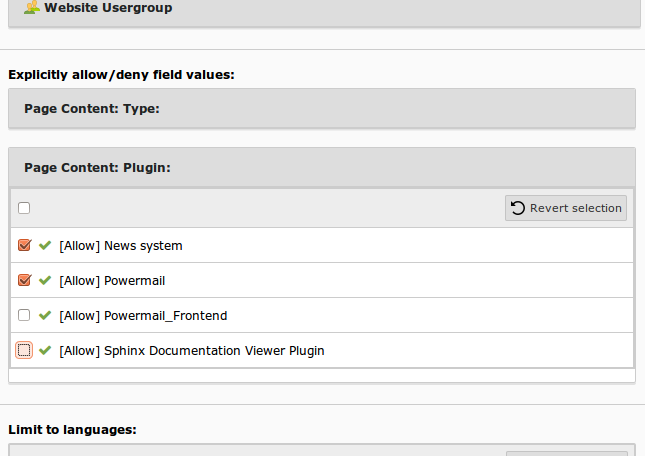 Website Usergroup
Explicitly allow/deny field values:
Page Content: Type:
Page Content: Plugin:
Revert selection
[Allow] News system
[Allow] Powermail
[Allow] Powermail_Frontend
[Allow] Sphinx Documentation Viewer Plugin
Limit to languages: